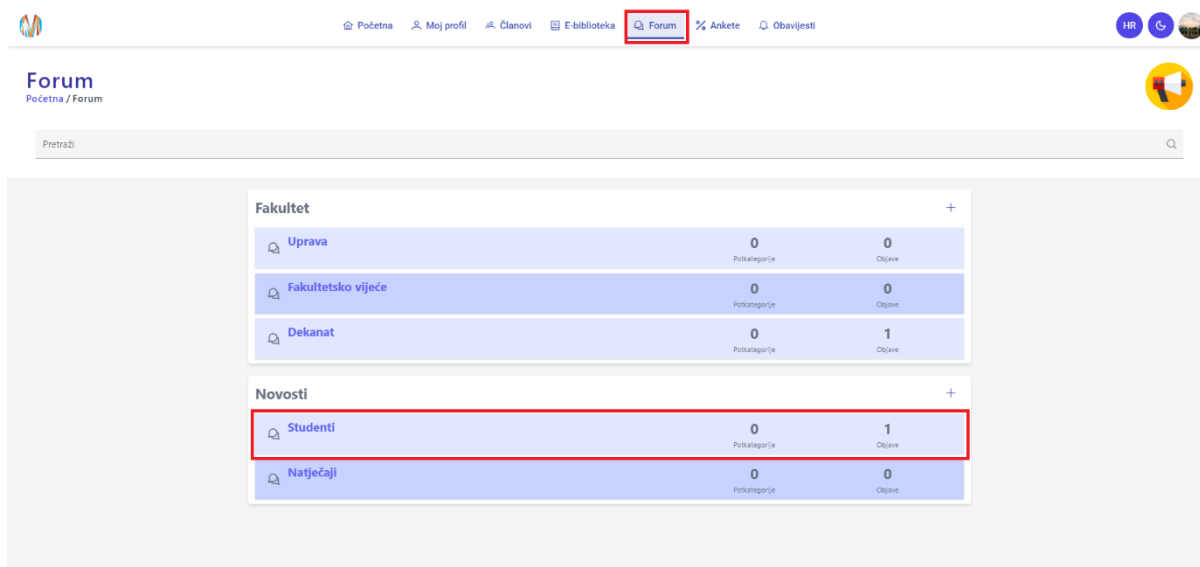 Početna Moj profil Članovi E-biblioteka Forum Ankete Obavijesti HR
Forum
Početna / Forum
Pretraži
Fakultet +
Uprava 0 0
Potkategorije Objave
Fakultetsko vijeće 0 0
Potkategorije Objave
Dekanat 0 1
Potkategorije Objave
Novosti +
Studenti 0 1
Potkategorije Objave
Natječaji 0 0
Potkategorije Objave